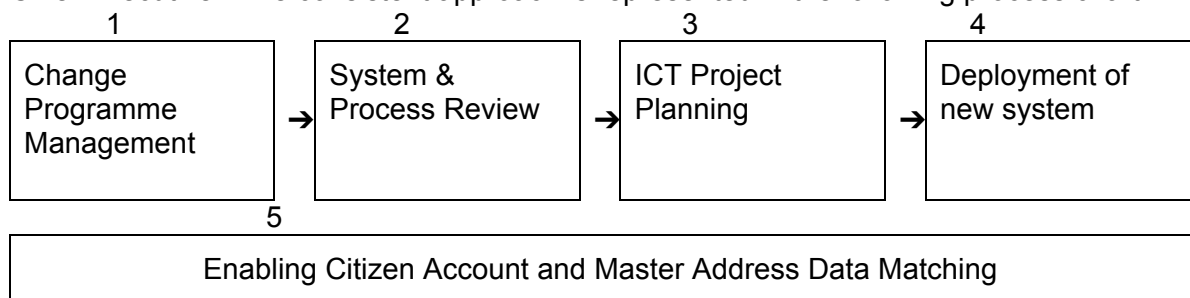 1 2 3 4
Change
Programme
Management
➔
System &
Process Review
➔
ICT Project
Planning
➔
Deployment of
new system
5
Enabling Citizen Account and Master Address Data Matching